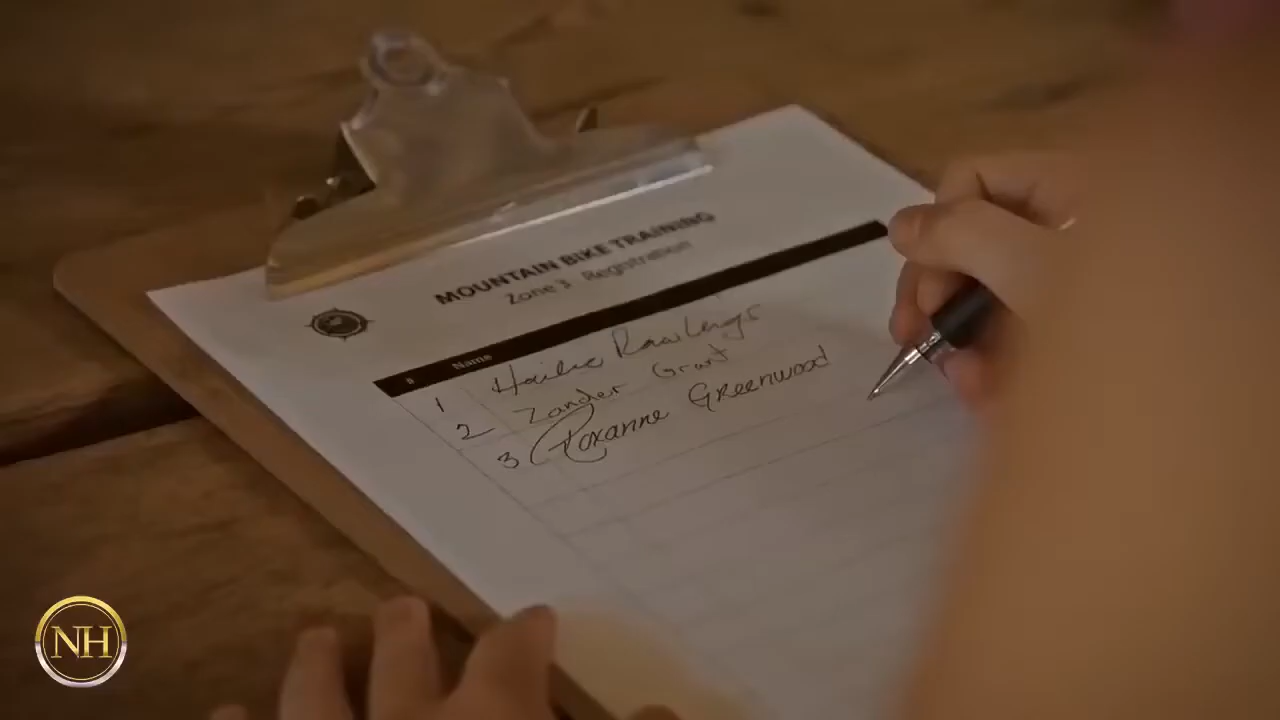 MOUNTAIN BIKE TRAINING
Zone 3 Registration
# Name
1 Hailie Rawlings
2 Zander Grant
3 Roxanne Greenwood
NH